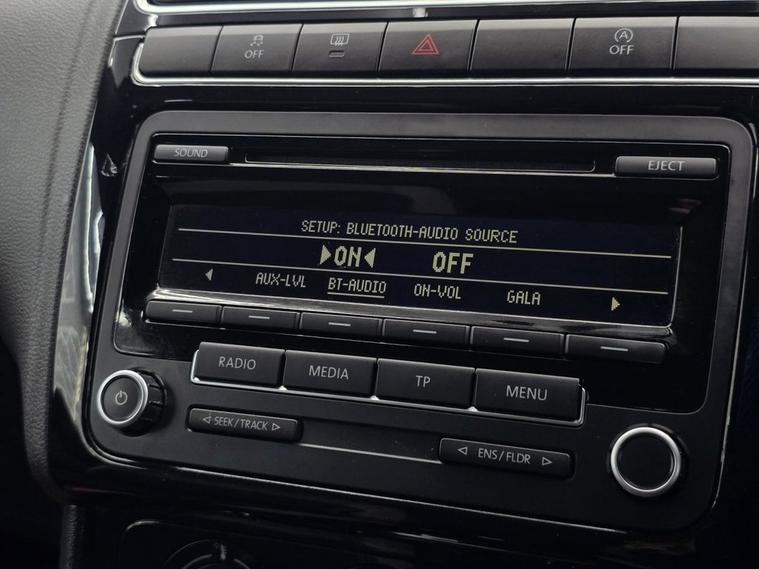 OFF
A
OFF
SOUND
EJECT
SETUP: BLUETOOTH-AUDIO SOURCE
ON OFF
AUX-LVL BT-AUDIO ON-VOL GALA
RADIO MEDIA TP MENU
SEEK/TRACK
ENS/FLDR